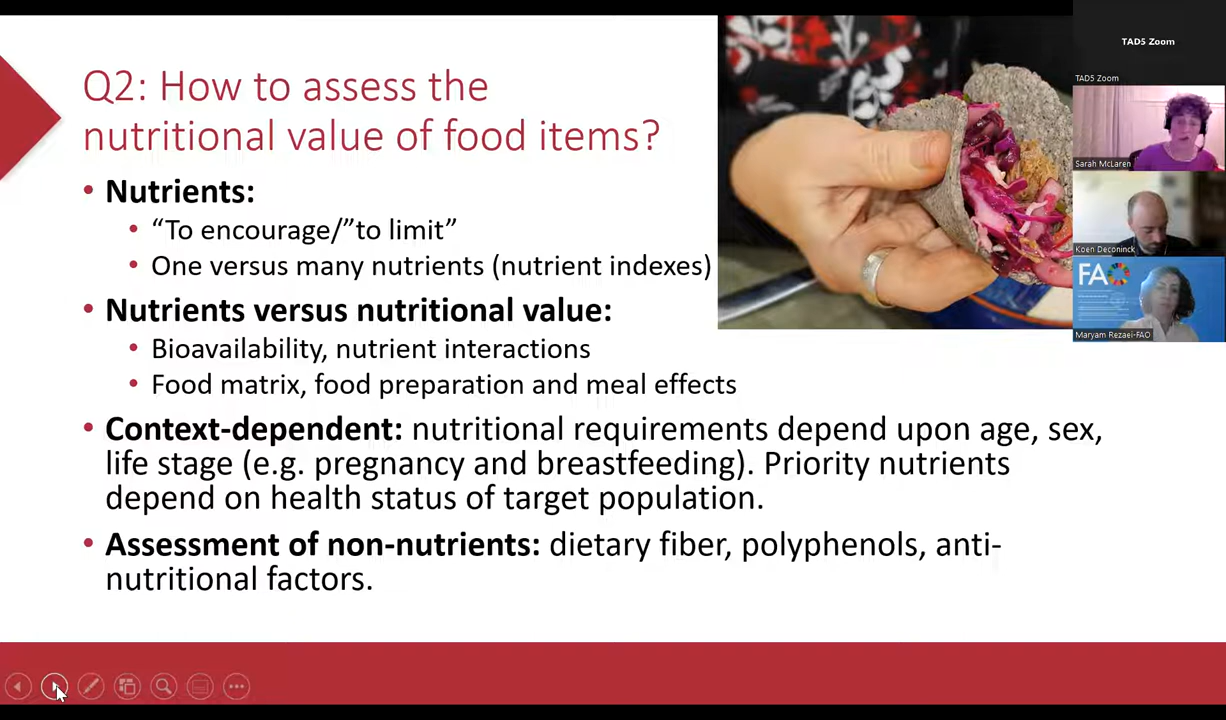 Q2: How to assess the
nutritional value of food items?
• Nutrients:
• “To encourage/”to limit”
• One versus many nutrients (nutrient indexes)
• Nutrients versus nutritional value:
• Bioavailability, nutrient interactions
• Food matrix, food preparation and meal effects
• Context-dependent: nutritional requirements depend upon age, sex,
life stage (e.g. pregnancy and breastfeeding). Priority nutrients
depend on health status of target population.
• Assessment of non-nutrients: dietary fiber, polyphenols, anti-
nutritional factors.
TAD5 Zoom
TAD5 Zoom
Sarah McLaren
Koen Deconinck
FAO
Maryam Rezaei-FAO